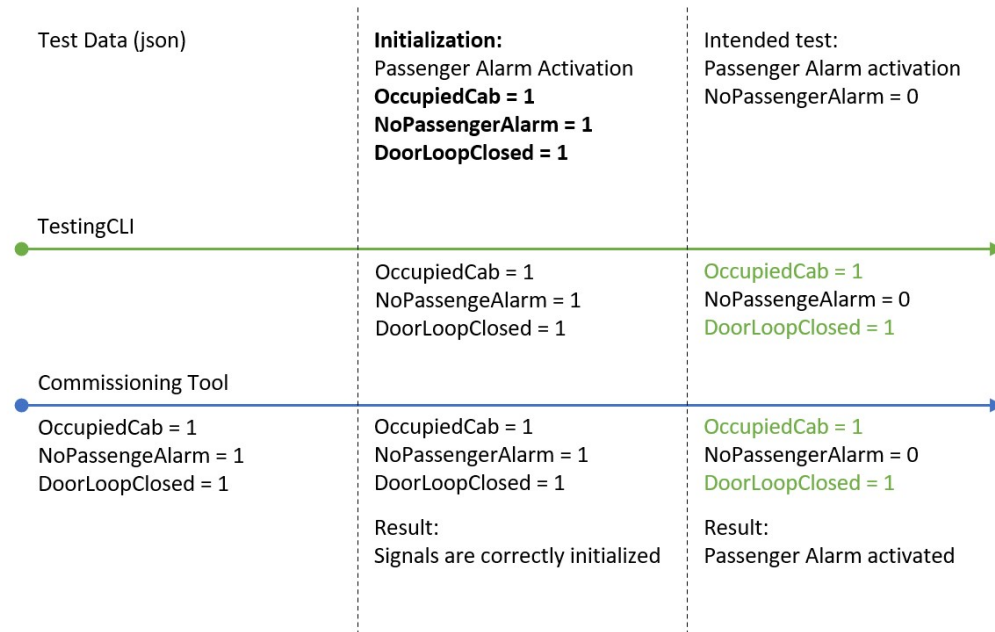 Test Data (json)
Initialization:
Passenger Alarm Activation
OccupiedCab = 1
NoPassengerAlarm = 1
DoorLoopClosed = 1
Intended test:
Passenger Alarm activation
NoPassengerAlarm = 0
TestingCLI
OccupiedCab = 1
NoPassengeAlarm = 1
DoorLoopClosed = 1
OccupiedCab = 1
NoPassengeAlarm = 0
DoorLoopClosed = 1
Commissioning Tool
OccupiedCab = 1
NoPassengeAlarm = 1
DoorLoopClosed = 1
OccupiedCab = 1
NoPassengerAlarm = 1
DoorLoopClosed = 1
Result:
Signals are correctly initialized
OccupiedCab = 1
NoPassengerAlarm = 0
DoorLoopClosed = 1
Result:
Passenger Alarm activated